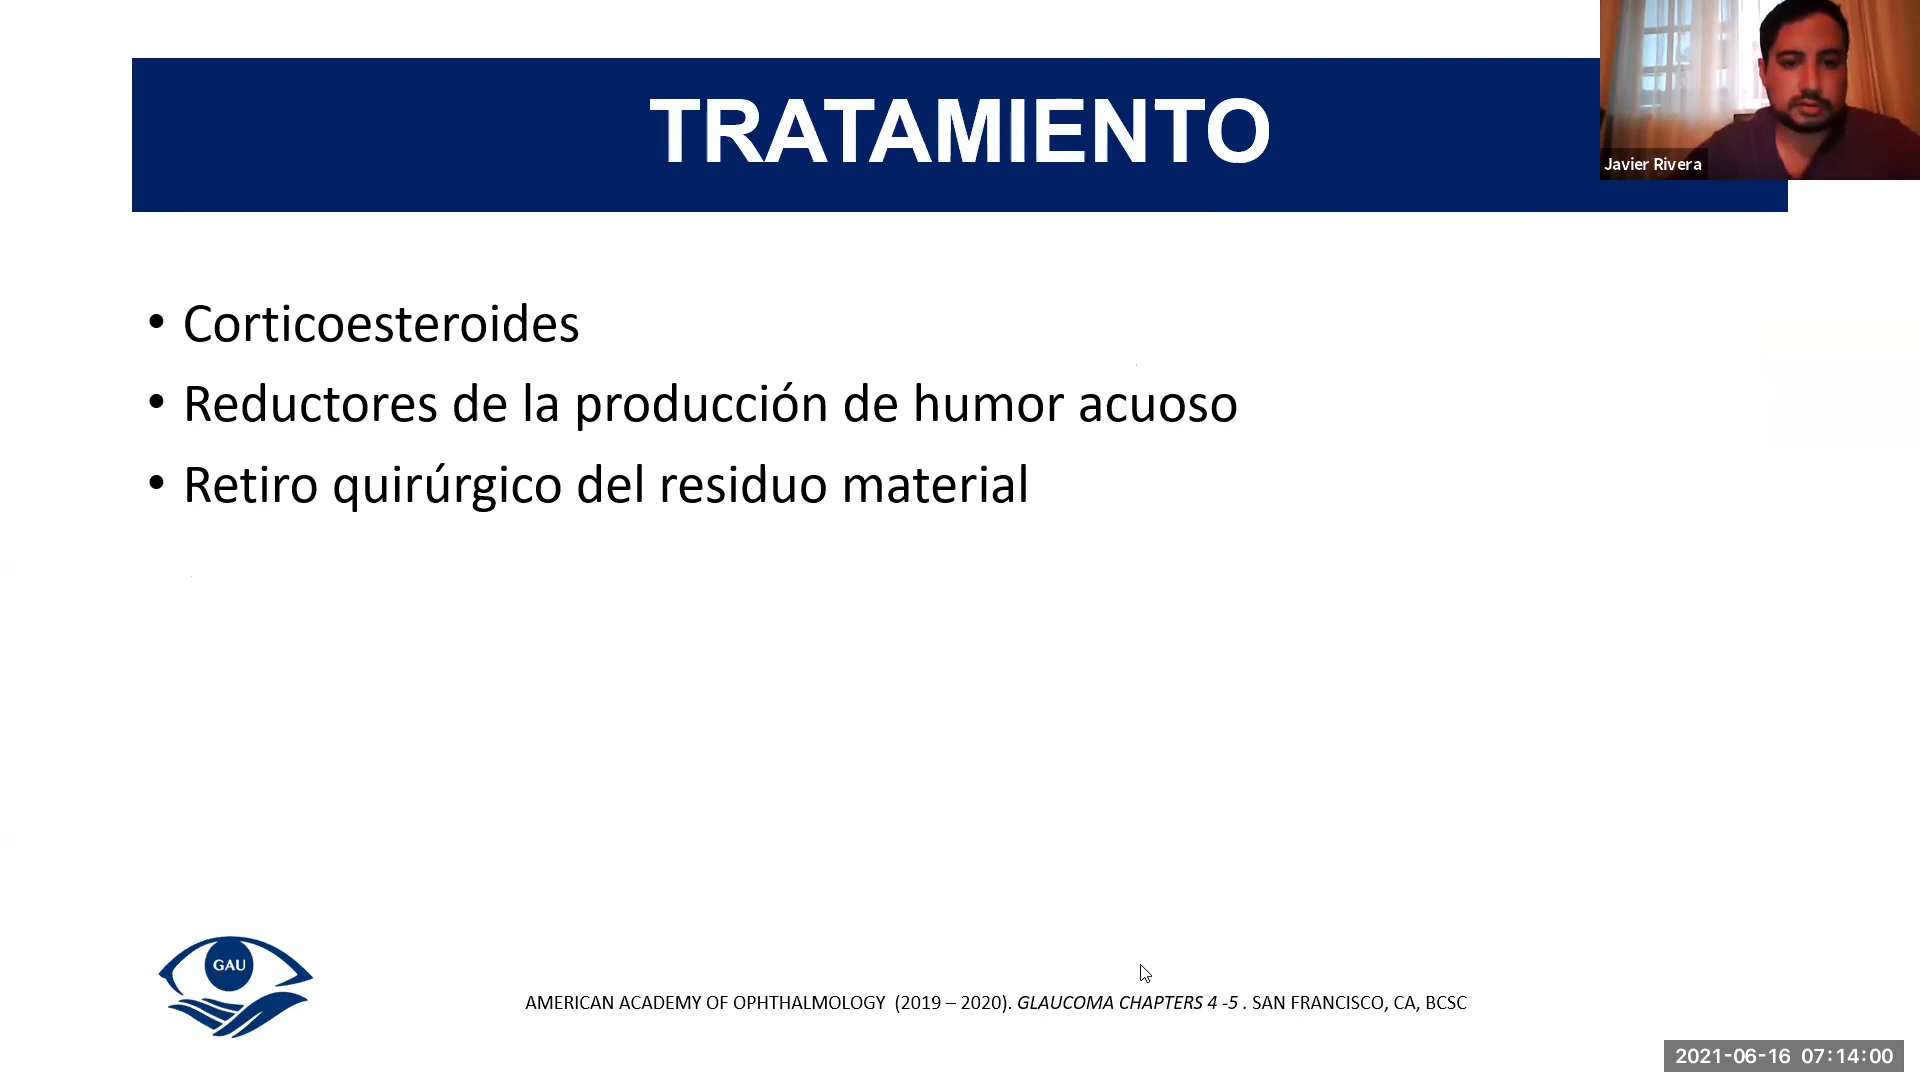 TRATAMIENTO
Javier Rivera
• Corticoesteroides
• Reductores de la producción de humor acuoso
• Retiro quirúrgico del residuo material
GAU
AMERICAN ACADEMY OF OPHTHALMOLOGY (2019 – 2020). GLAUCOMA CHAPTERS 4 -5 . SAN FRANCISCO, CA, BCSC
2021-06-16 07:14:00